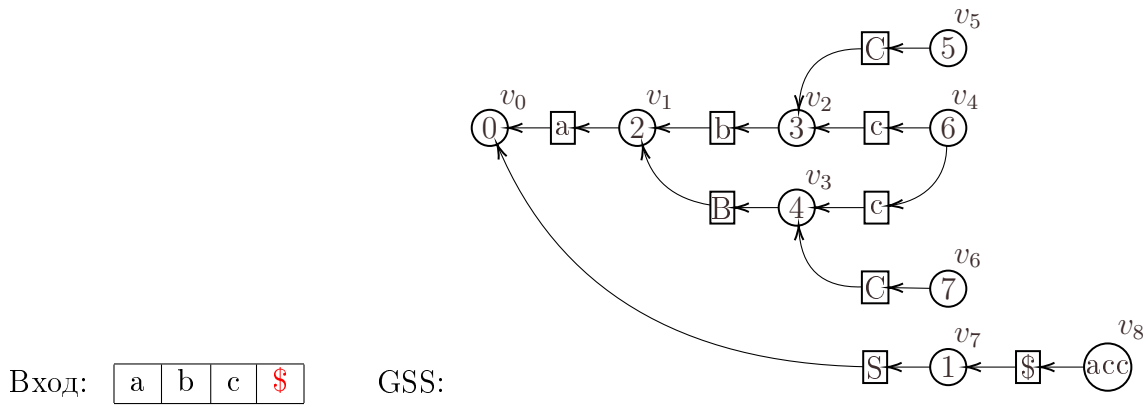 v5
C 5
v0 v1 v2 v4
0 a 2 b 3 c 6
v3
B 4 c
v6
C 7
v7 v8
S 1 $ acc
Вход: a b c $ GSS: